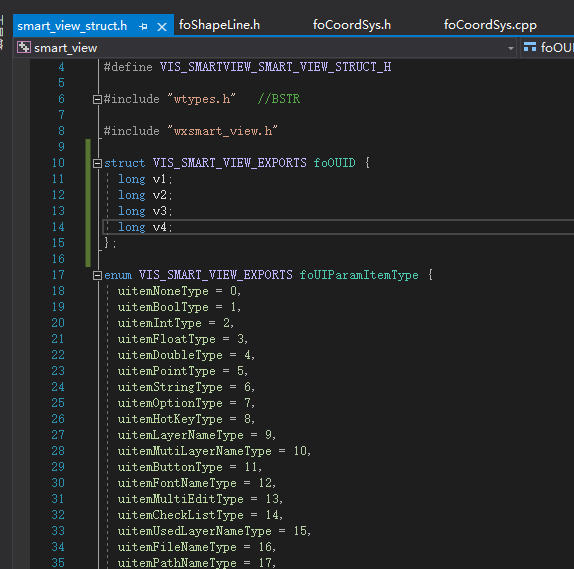 smart_view_struct.h foShapeLine.h foCoordSys.h foCoordSys.cpp
smart_view foOUI
4 #define VIS_SMARTVIEW_SMART_VIEW_STRUCT_H
5
6 #include "wtypes.h" //BSTR
7
8 #include "wxsmart_view.h"
9
10 struct VIS_SMART_VIEW_EXPORTS foOUID {
11 long v1;
12 long v2;
13 long v3;
14 long v4;
15 };
16
17 enum VIS_SMART_VIEW_EXPORTS foUIParamItemType {
18 uitemNoneType = 0,
19 uitemBoolType = 1,
20 uitemIntType = 2,
21 uitemFloatType = 3,
22 uitemDoubleType = 4,
23 uitemPointType = 5,
24 uitemStringType = 6,
25 uitemOptionType = 7,
26 uitemHotKeyType = 8,
27 uitemLayerNameType = 9,
28 uitemMutiLayerNameType = 10,
29 uitemButtonType = 11,
30 uitemFontNameType = 12,
31 uitemMultiEditType = 13,
32 uitemCheckListType = 14,
33 uitemUsedLayerNameType = 15,
34 uitemFileNameType = 16,
35 uitemPathNameType = 17,